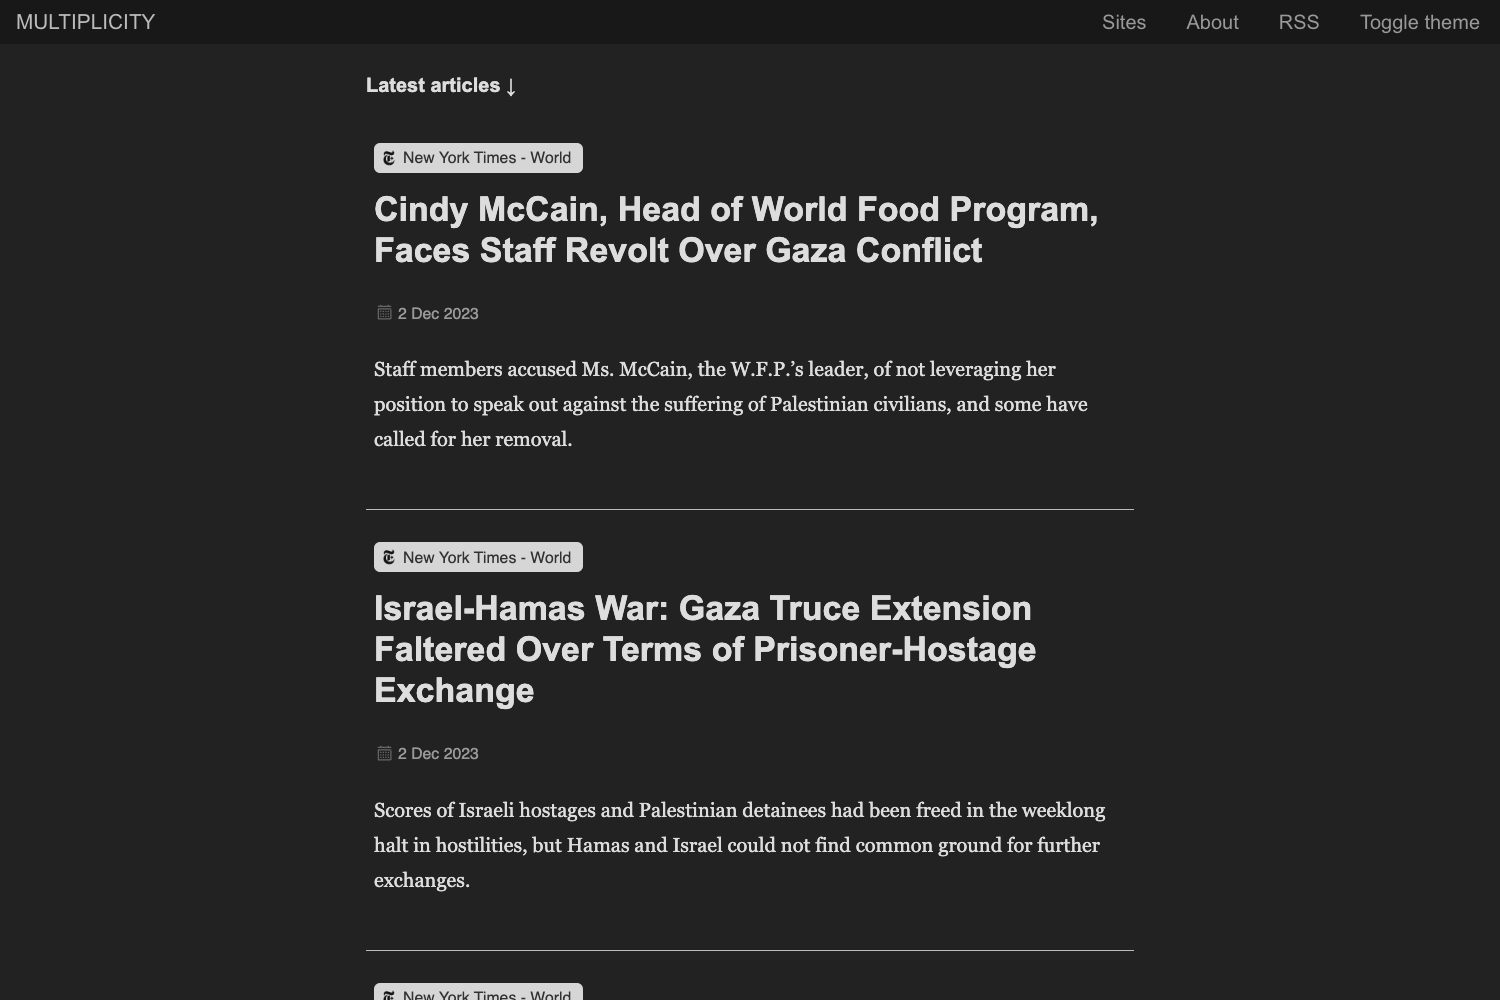 MULTIPLICITY
Sites About RSS Toggle theme
Latest articles ↓
New York Times - World
Cindy McCain, Head of World Food Program,
Faces Staff Revolt Over Gaza Conflict
2 Dec 2023
Staff members accused Ms. McCain, the W.F.P.’s leader, of not leveraging her
position to speak out against the suffering of Palestinian civilians, and some have
called for her removal.
New York Times - World
Israel-Hamas War: Gaza Truce Extension
Faltered Over Terms of Prisoner-Hostage
Exchange
2 Dec 2023
Scores of Israeli hostages and Palestinian detainees had been freed in the weeklong
halt in hostilities, but Hamas and Israel could not find common ground for further
exchanges.
New York Times - World